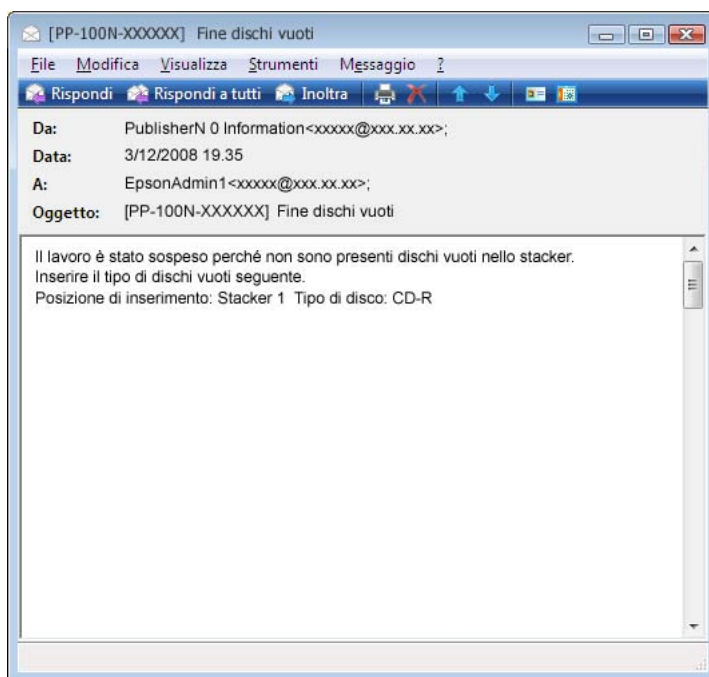 [PP-100N-XXXXXX] Fine dischi vuoti
File Modifica Visualizza Strumenti Messaggio ?
Rispondi Rispondi a tutti Inoltra
Da: PublisherN 0 Information<xxxxx@xxx.xx.xx>;
Data: 3/12/2008 19.35
A: EpsonAdmin1<xxxxx@xxx.xx.xx>;
Oggetto: [PP-100N-XXXXXX] Fine dischi vuoti
Il lavoro è stato sospeso perché non sono presenti dischi vuoti nello stacker.
Inserire il tipo di dischi vuoti seguente.
Posizione di inserimento: Stacker 1 Tipo di disco: CD-R